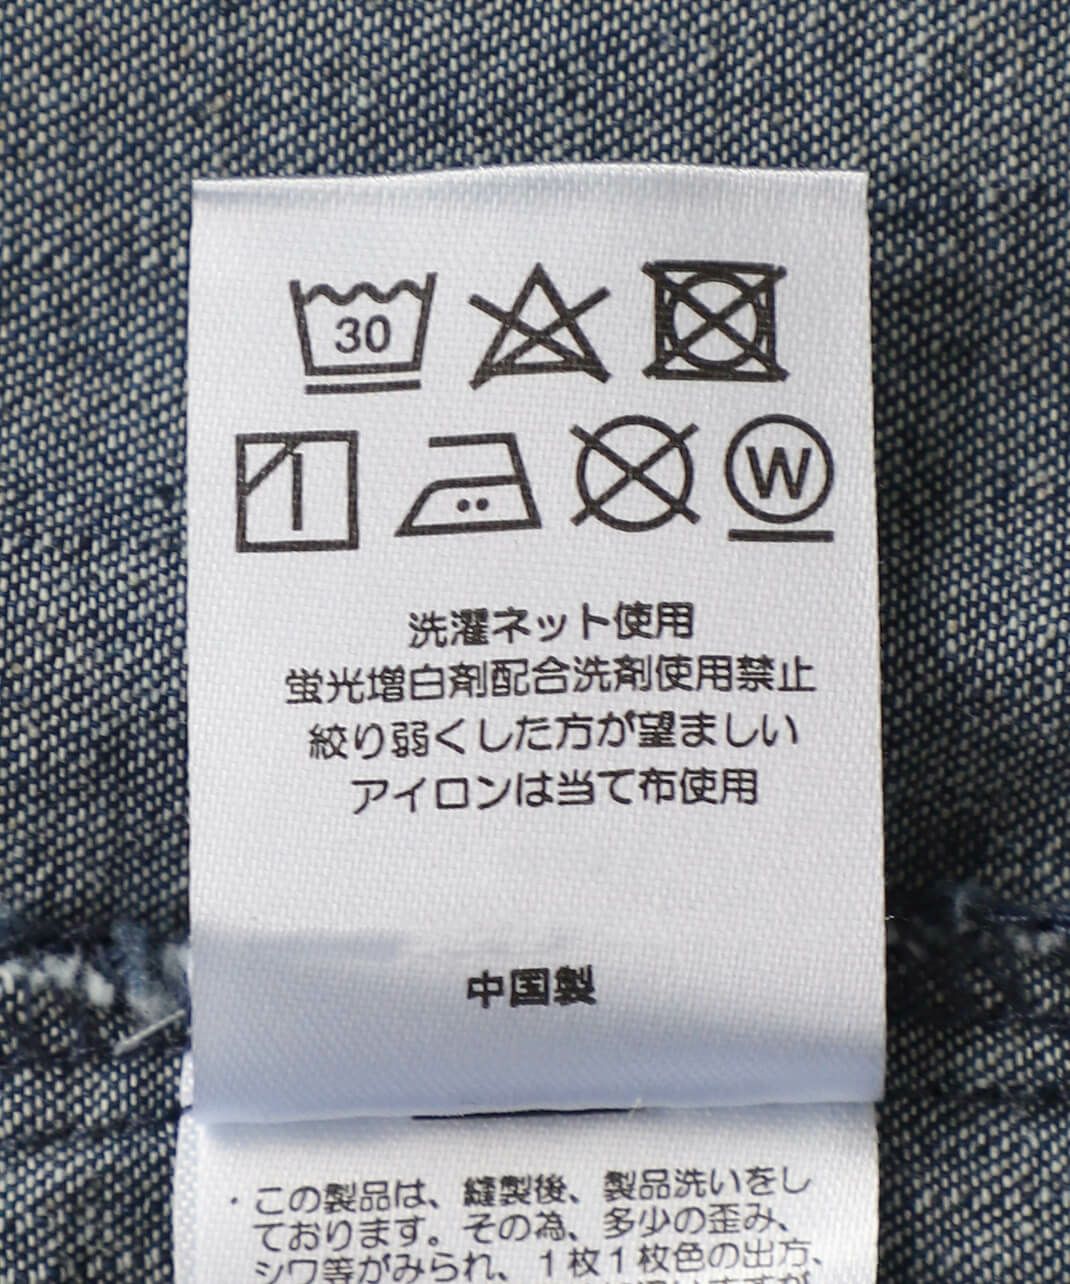 30
W
洗濯ネット使用
蛍光増白剤配合洗剤使用禁止
絞り弱くした方が望ましい
アイロンは当て布使用
中国製
・この製品は、縫製後、製品洗いをし
ております。その為、多少の歪み、
シワ等がみられ、1枚1枚色の出方、